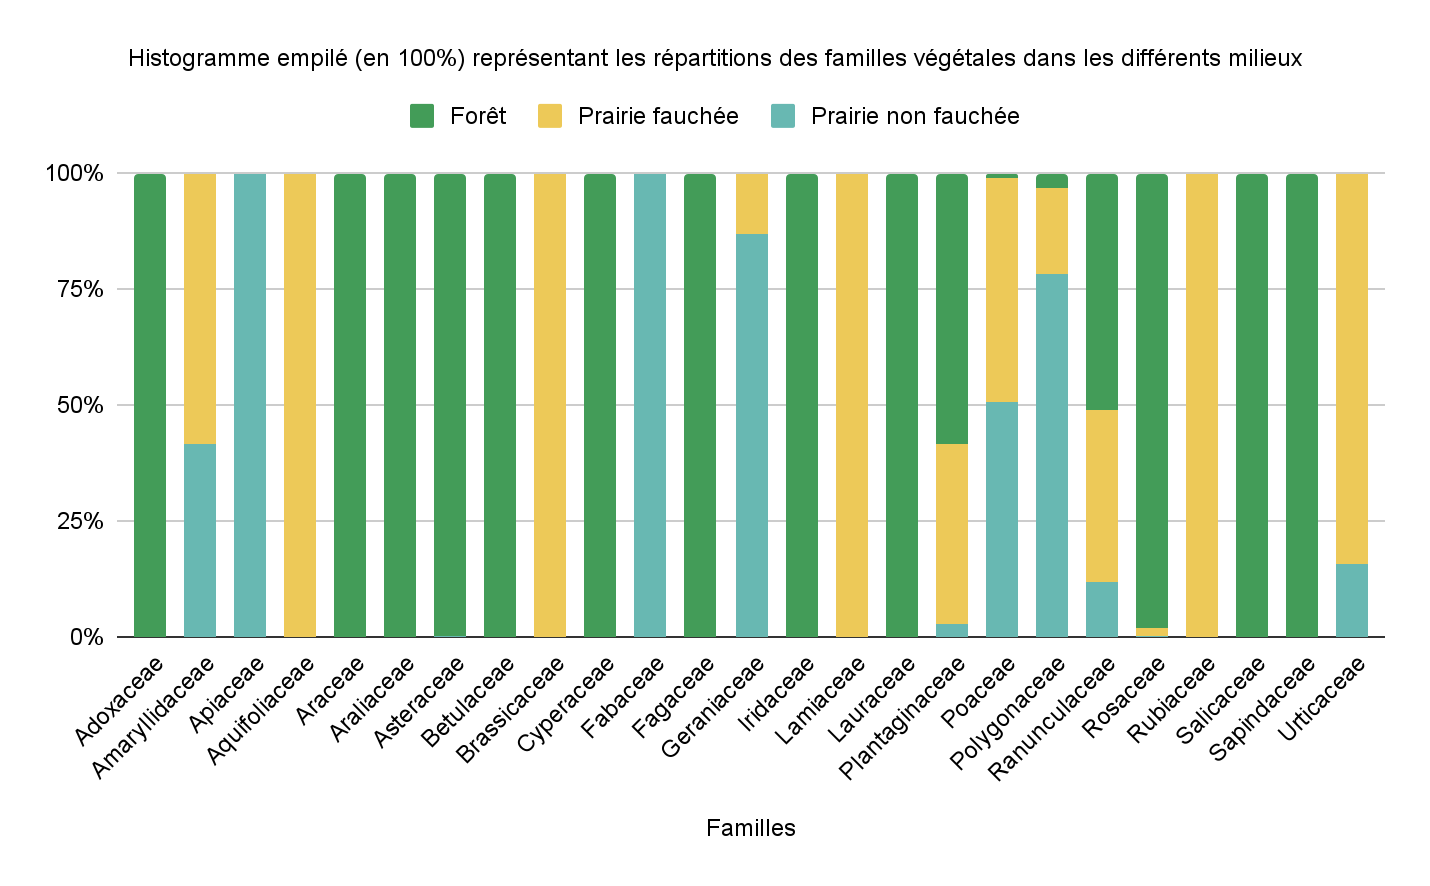 Histogramme empilé (en 100%) représentant les répartitions des familles végétales dans les différents milieux
Forêt
Prairie fauchée
Prairie non fauchée
100%
75%
50%
25%
0%
Adoxaceae
Amaryllidaceae
Apiaceae
Aquifoliaceae
Araceae
Araliaceae
Asteraceae
Betulaceae
Brassicaceae
Cyperaceae
Fabaceae
Fagaceae
Geraniaceae
Iridaceae
Lamiaceae
Lauraceae
Plantaginaceae
Poaceae
Polygonaceae
Ranunculaceae
Rosaceae
Rubiaceae
Salicaceae
Sapindaceae
Urticaceae
Familles